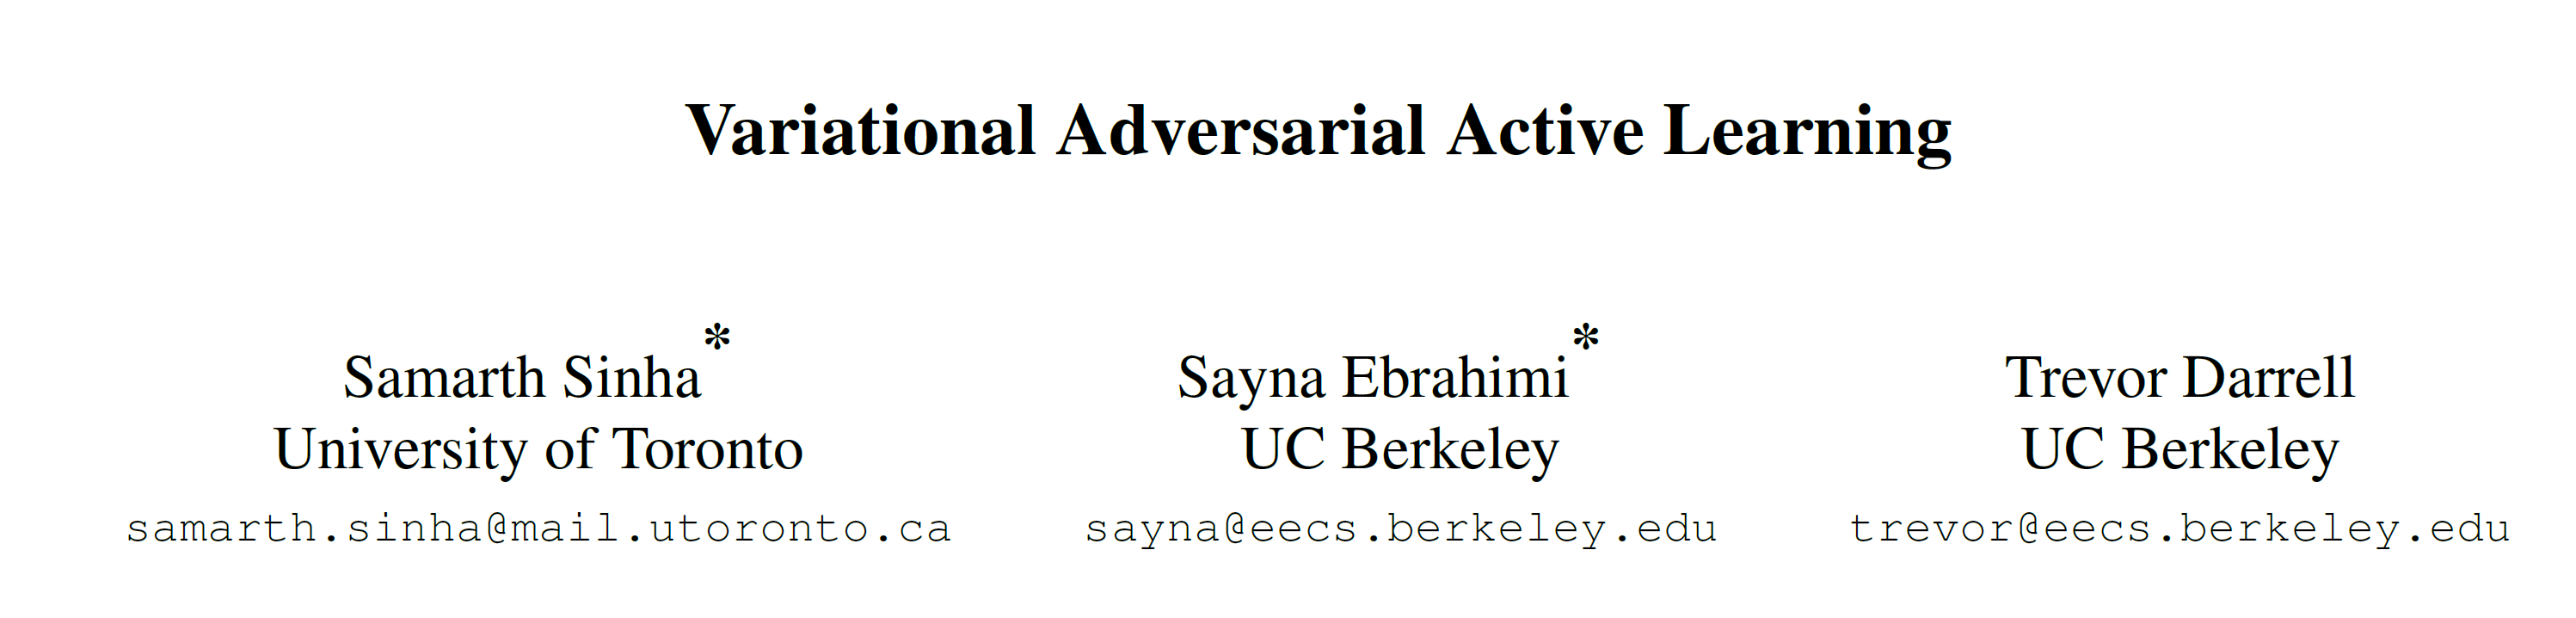 Variational Adversarial Active Learning
Samarth Sinha* Sayna Ebrahimi* Trevor Darrell
University of Toronto UC Berkeley UC Berkeley
samarth.sinha@mail.utoronto.ca sayna@eecs.berkeley.edu trevor@eecs.berkeley.edu